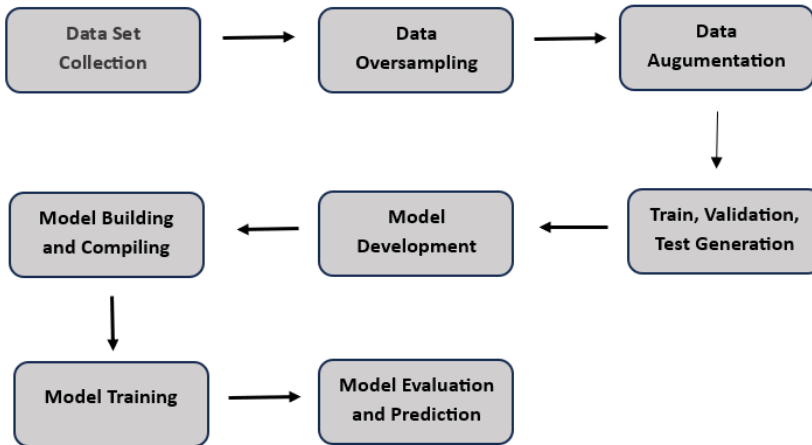 Data Set
Collection
Data
Oversampling
Data
Augumentation
Train, Validation,
Test Generation
Model
Development
Model Building
and Compiling
Model Training
Model Evaluation
and Prediction